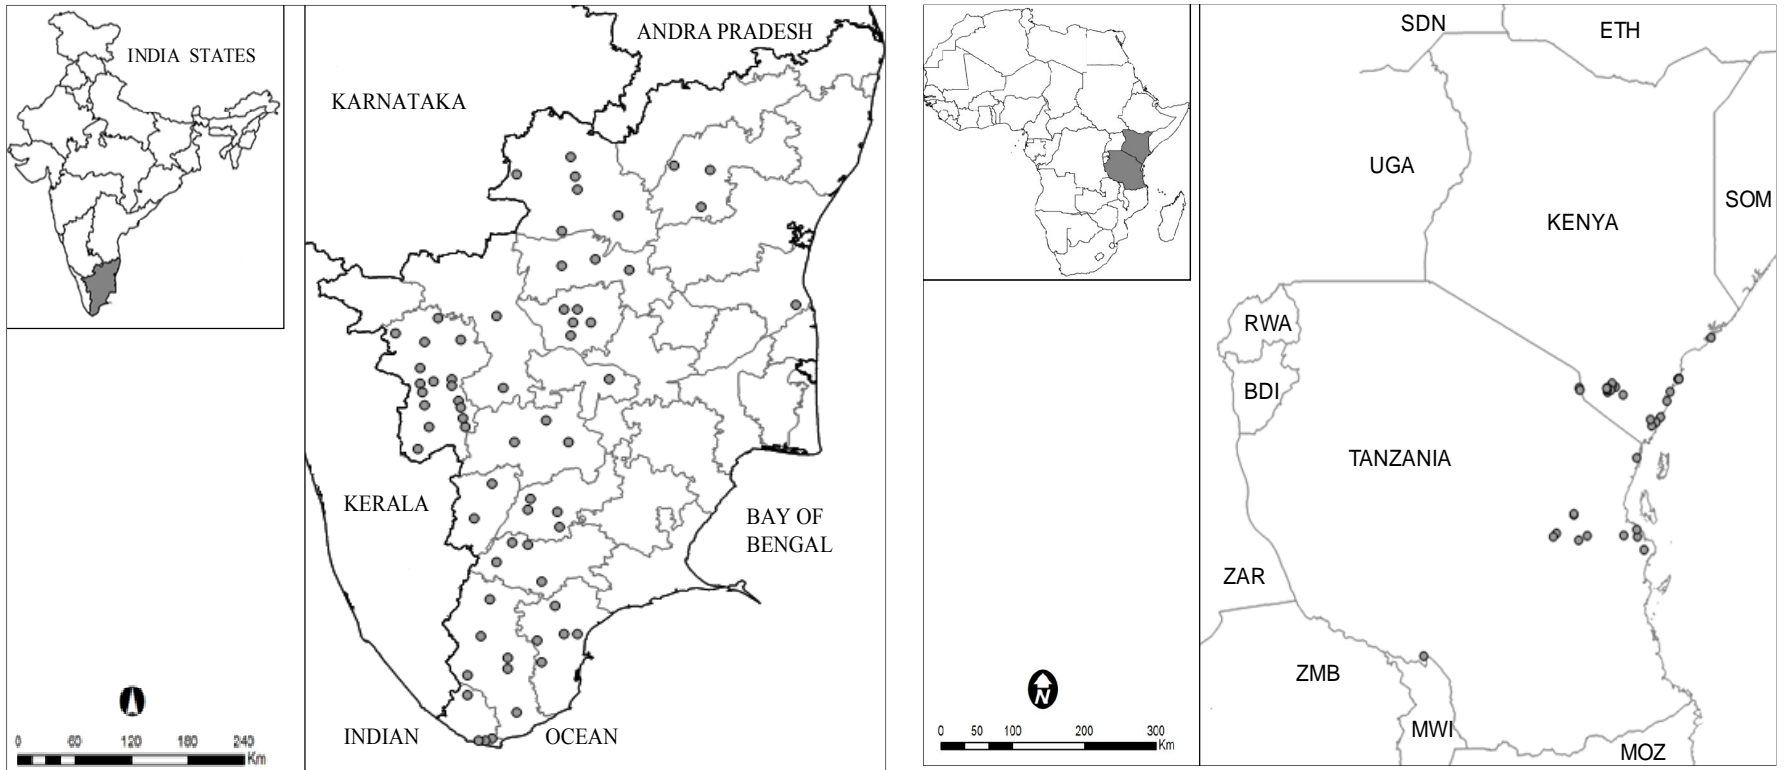 INDIA STATES
ANDRA PRADESH
KARNATAKA
KERALA
BAY OF
BENGAL
INDIAN
OCEAN
0 60 120 180 240
Km
SDN
ETH
UGA
KENYA
SOM
RWA
BDI
TANZANIA
ZAR
ZMB
MWI
MOZ
N
0 50 100 200 300
Km